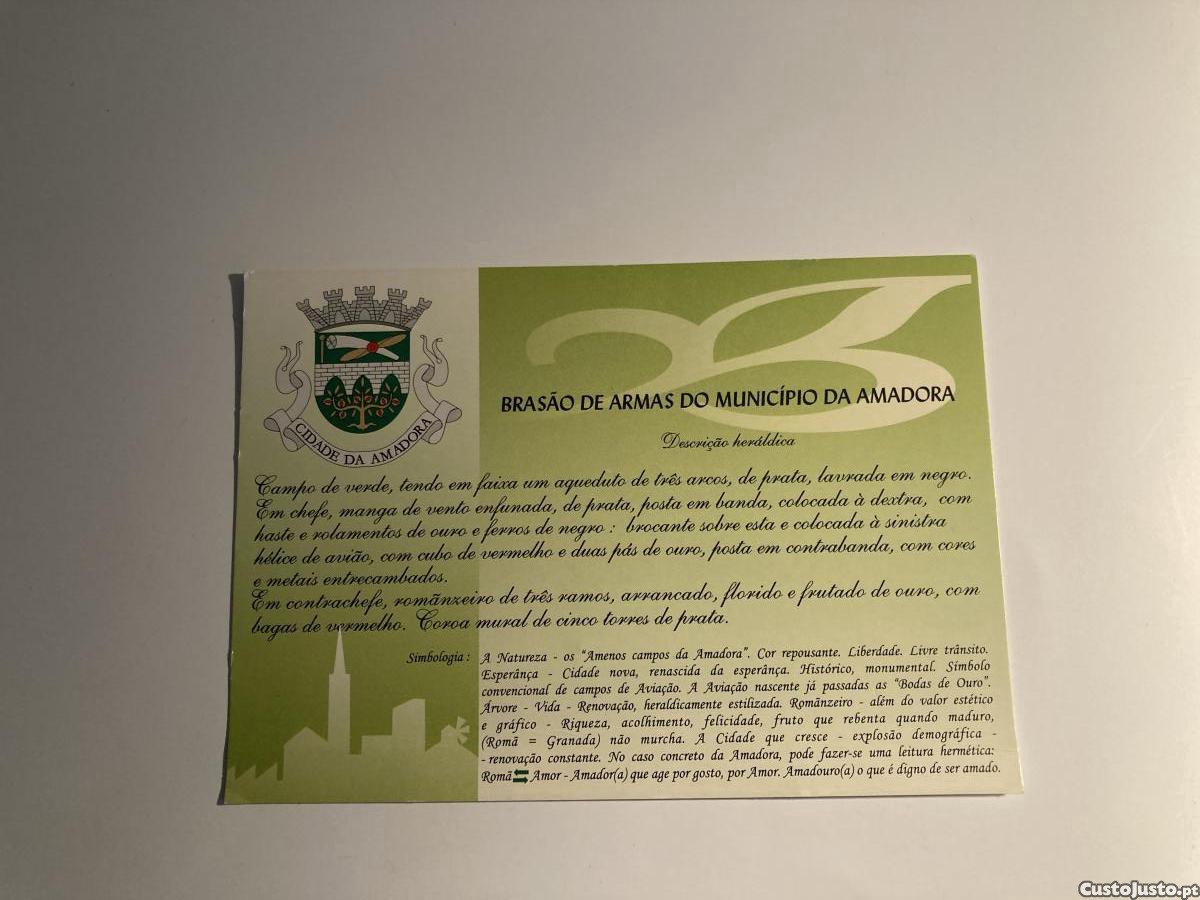 CIDADE DA AMADORA
BRASÃO DE ARMAS DO MUNICÍPIO DA AMADORA
Descrição heráldica
Campo de verde, tendo em faixa um aqueduto de três arcos, de prata, lavrada em negro.
Em chefe, manga de vento enfunada, de prata, posta em banda, colocada à dextra, com
haste e rolamentos de ouro e ferros de negro : brocante sobre esta e colocada à sinistra
hélice de avião, com cubo de vermelho e duas pás de ouro, posta em contrabanda, com cores
e metais entrecambados.
Em contrachefe, romãnzeiro de três ramos, arrancado, florido e frutado de ouro, com
bagas de vermelho. Coroa mural de cinco torres de prata.
Simbologia : A Natureza - os "Amenos campos da Amadora". Cor repousante. Liberdade. Livre trânsito.
Esperança - Cidade nova, renascida da esperânça. Histórico, monumental. Símbolo
convencional de campos de Aviação. A Aviação nascente já passadas as "Bodas de Ouro".
Árvore - Vida - Renovação, heraldicamente estilizada. Romãnzeiro - além do valor estético
e gráfico - Riqueza, acolhimento, felicidade, fruto que rebenta quando maduro,
(Romã = Granada) não murcha. A Cidade que cresce - explosão demográfica -
- renovação constante. No caso concreto da Amadora, pode fazer-se uma leitura hermética:
Romã ⇆ Amor - Amador(a) que age por gosto, por Amor. Amadouro(a) o que é digno de ser amado.
CustoJusto.pt